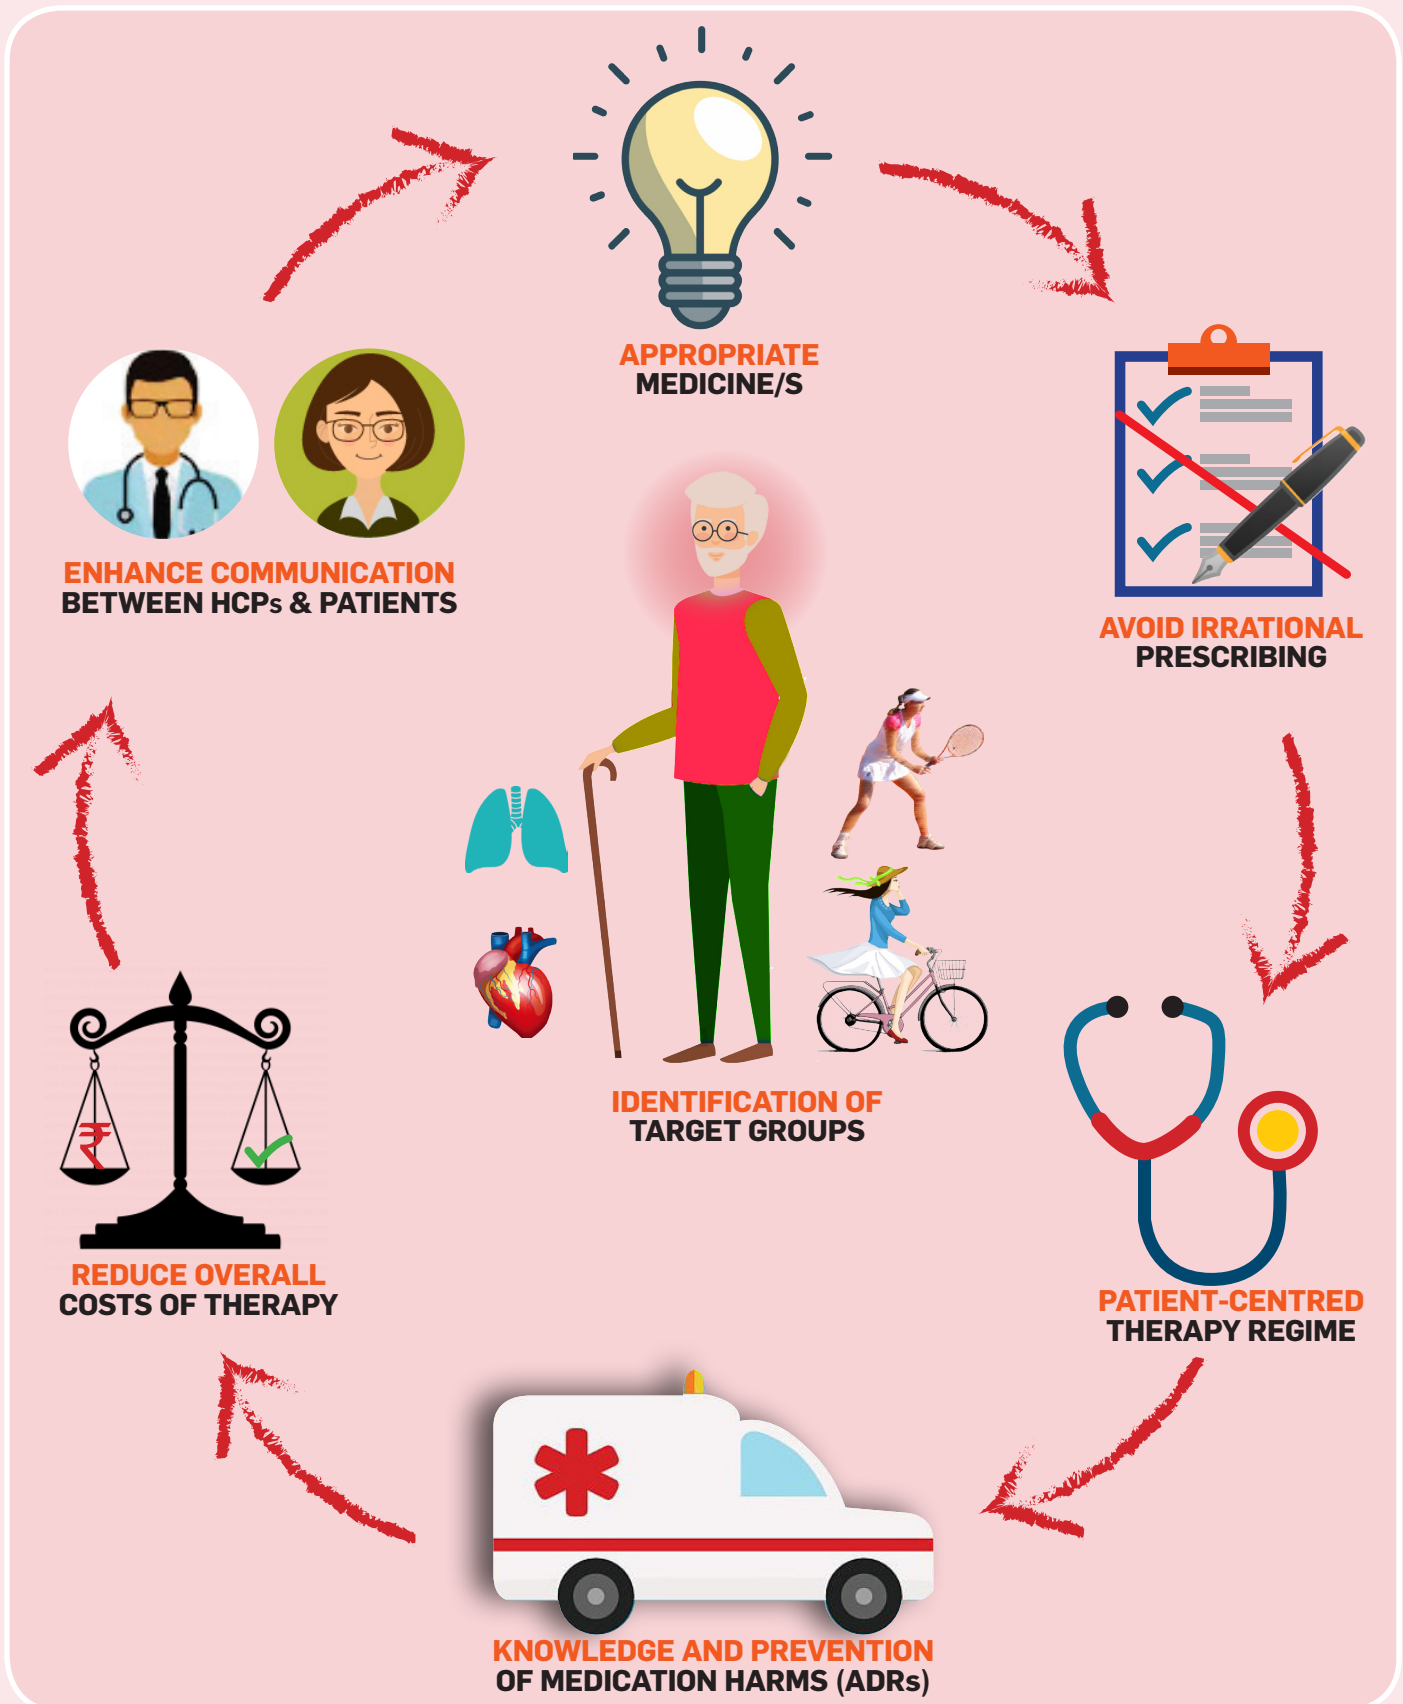 APPROPRIATE
MEDICINE/S
ENHANCE COMMUNICATION
BETWEEN HCPs & PATIENTS
AVOID IRRATIONAL
PRESCRIBING
IDENTIFICATION OF
TARGET GROUPS
₹
REDUCE OVERALL
COSTS OF THERAPY
PATIENT-CENTRED
THERAPY REGIME
KNOWLEDGE AND PREVENTION
OF MEDICATION HARMS (ADRs)